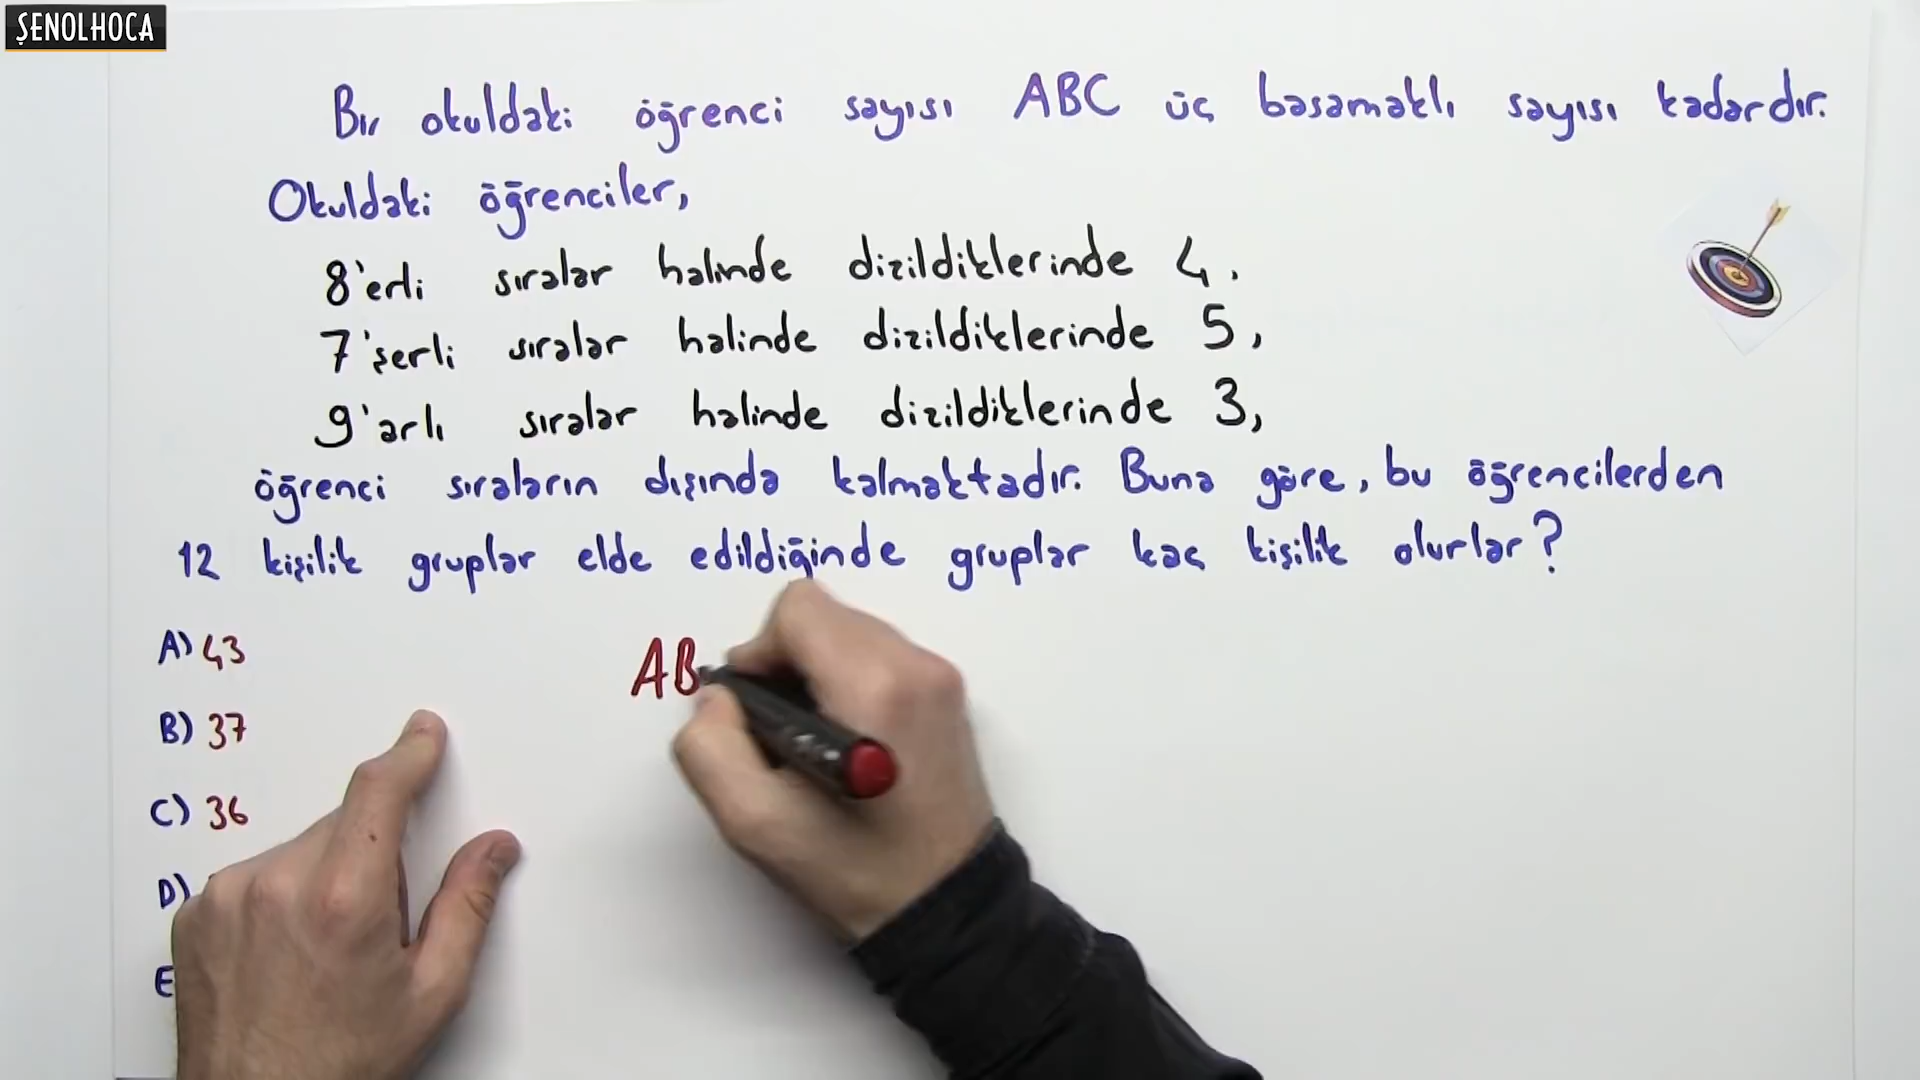 ŞENOLHOCA
Bir okuldaki öğrenci sayısı ABC üç basamaklı sayısı kadardır.
Okuldaki öğrenciler,
8'erli sıralar halinde dizildiklerinde 4,
7'şerli sıralar halinde dizildiklerinde 5,
9'arlı sıralar halinde dizildiklerinde 3,
öğrenci sıraların dışında kalmaktadır. Buna göre, bu öğrencilerden
12 kişilik gruplar elde edildiğinde gruplar kaç kişilik olurlar?
A) 43
B) 37
C) 36
D)
E
AB